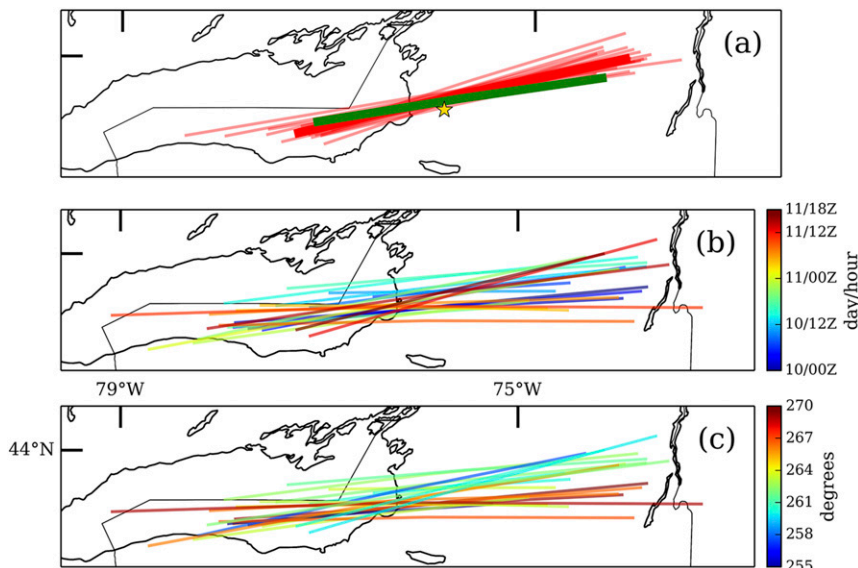 (a)
(b)
11/18Z
11/12Z
11/00Z
10/12Z
10/00Z
day/hour
79°W
75°W
44°N
(c)
270
267
264
261
258
255
degrees